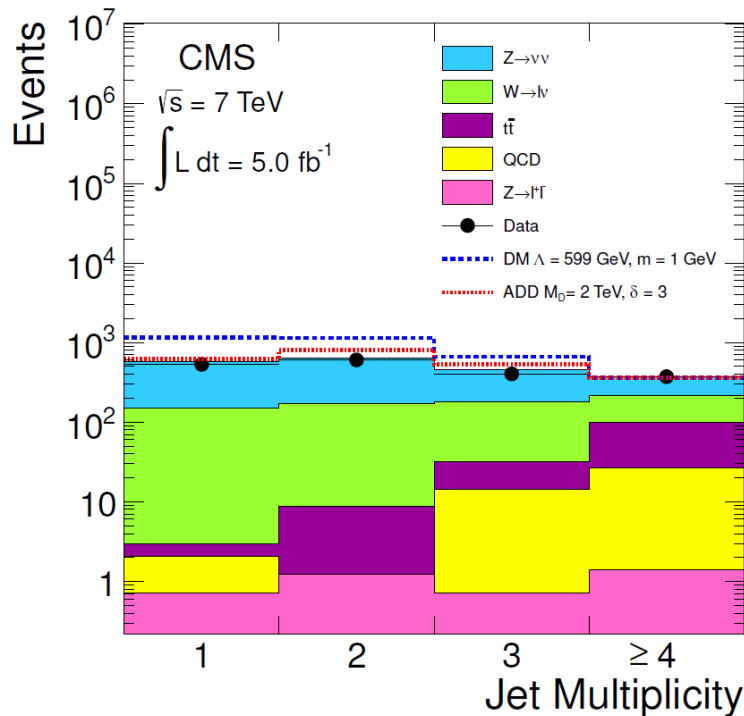 Events
10⁷
10⁶
10⁵
10⁴
10³
10²
10
1
CMS
√s = 7 TeV
∫ L dt = 5.0 fb⁻¹
Z→νν
W→lν
tt̄
QCD
Z→l⁺l⁻
Data
DM Λ = 599 GeV, m = 1 GeV
ADD M_D= 2 TeV, δ = 3
1 2 3 ≥ 4
Jet Multiplicity